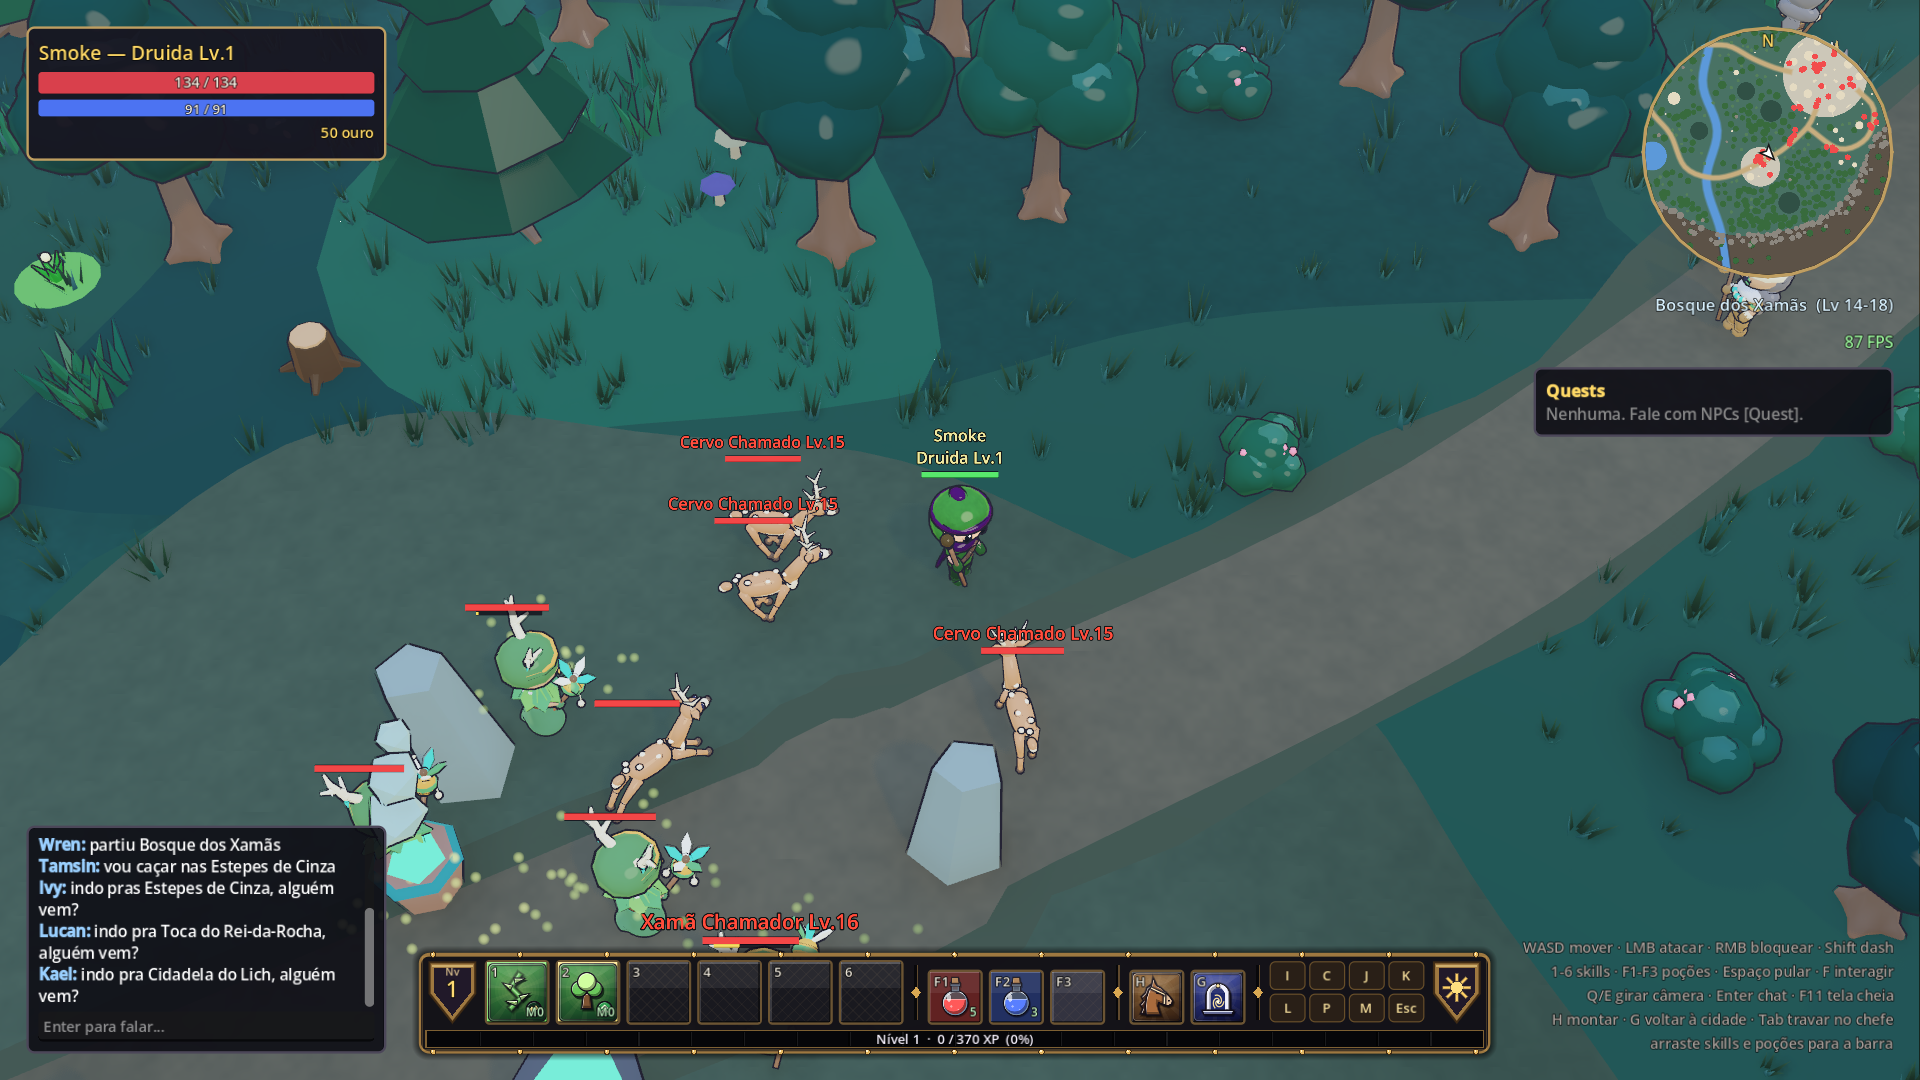 Smoke — Druida Lv.1
134 / 134
91 / 91
50 ouro
N
Bosque dos Xamãs (Lv 14-18)
87 FPS
Quests
Nenhuma. Fale com NPCs [Quest].
Cervo Chamado Lv.15
Smoke
Druida Lv.1
Cervo Chamado Lv.15
Cervo Chamado Lv.15
Xamã Chamador Lv.16
Wren: partiu Bosque dos Xamãs
Tamsin: vou caçar nas Estepes de Cinza
Ivy: indo pras Estepes de Cinza, alguém
vem?
Lucan: indo pra Toca do Rei-da-Rocha,
alguém vem?
Kael: indo pra Cidadela do Lich, alguém
vem?
Enter para falar...
Nv
1
1 M0
2 M0
3
4
5
6
F1 5
F2 3
F3
H
G
I C J K
L P M Esc
Nível 1 · 0 / 370 XP (0%)
WASD mover · LMB atacar · RMB bloquear · Shift dash
1-6 skills · F1-F3 poções · Espaço pular · F interagir
Q/E girar câmera · Enter chat · F11 tela cheia
H montar · G voltar à cidade · Tab travar no chefe
arraste skills e poções para a barra